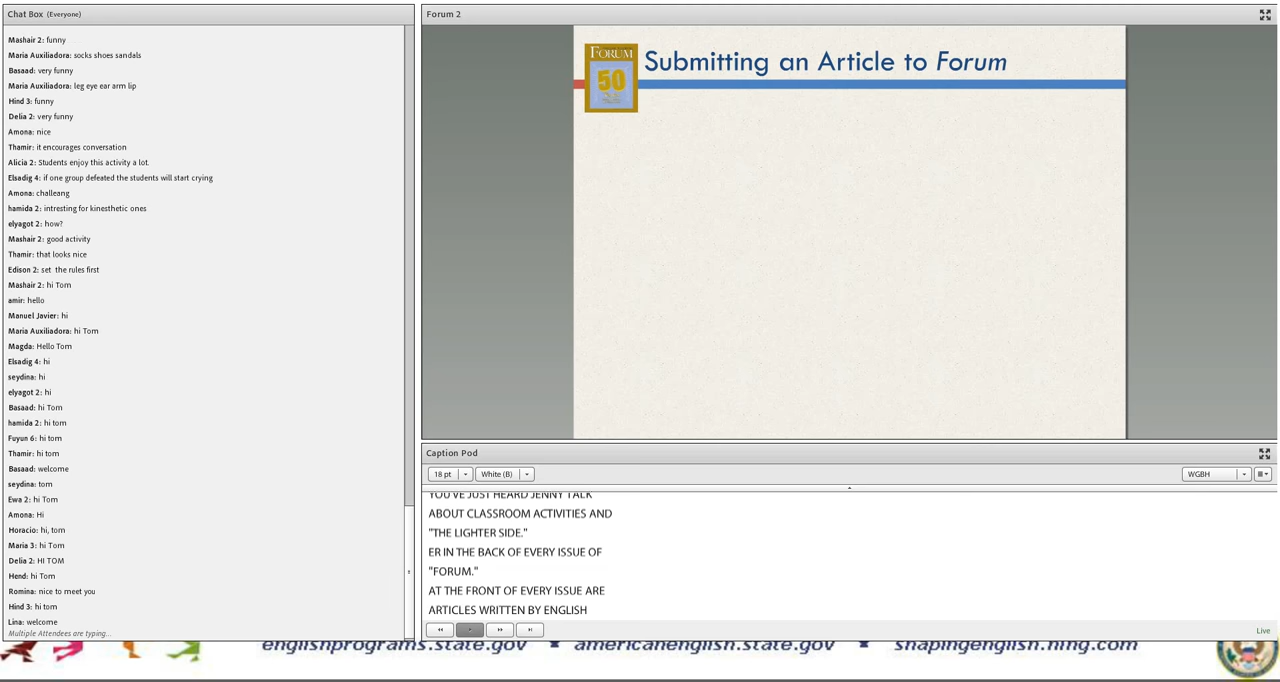 Chat Box (Everyone)
Mashair 2: funny
Maria Auxiliadora: socks shoes sandals
Basaad: very funny
Maria Auxiliadora: leg eye ear arm lip
Hind 3: funny
Delia 2: very funny
Amona: nice
Thamir: it encourages conversation
Alicia 2: Students enjoy this activity a lot.
Elsadig 4: if one group defeated the students will start crying
Amona: challeang
hamida 2: intresting for kinesthetic ones
elyagot 2: how?
Mashair 2: good activity
Thamir: that looks nice
Edison 2: set the rules first
Mashair 2: hi Tom
amir: hello
Manuel Javier: hi
Maria Auxiliadora: hi Tom
Magda: Hello Tom
Elsadig 4: hi
seydina: hi
elyagot 2: hi
Basaad: hi Tom
hamida 2: hi tom
Fuyun 6: hi tom
Thamir: hi tom
Basaad: welcome
seydina: tom
Ewa 2: hi Tom
Amona: Hi
Horacio: hi, tom
Maria 3: hi Tom
Delia 2: HI TOM
Hend: hi Tom
Romina: nice to meet you
Hind 3: hi tom
Lina: welcome
Multiple Attendees are typing...
Forum 2
FORUM
50
Submitting an Article to Forum
Caption Pod
18 pt
White (B)
WGBH
YOU'VE JUST HEARD JENNY TALK
ABOUT CLASSROOM ACTIVITIES AND
"THE LIGHTER SIDE."
ER IN THE BACK OF EVERY ISSUE OF
"FORUM."
AT THE FRONT OF EVERY ISSUE ARE
ARTICLES WRITTEN BY ENGLISH
Live
englishprograms.state.gov americanenglish.state.gov shapingenglish.ning.com